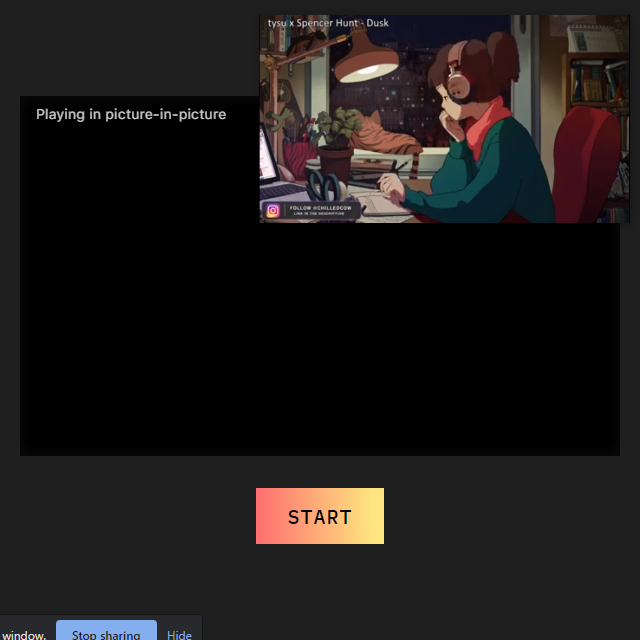 tysu x Spencer Hunt - Dusk
Playing in picture-in-picture
FOLLOW @CHILLEDCOW
LINK IN THE DESCRIPTION
START
window. Stop sharing Hide